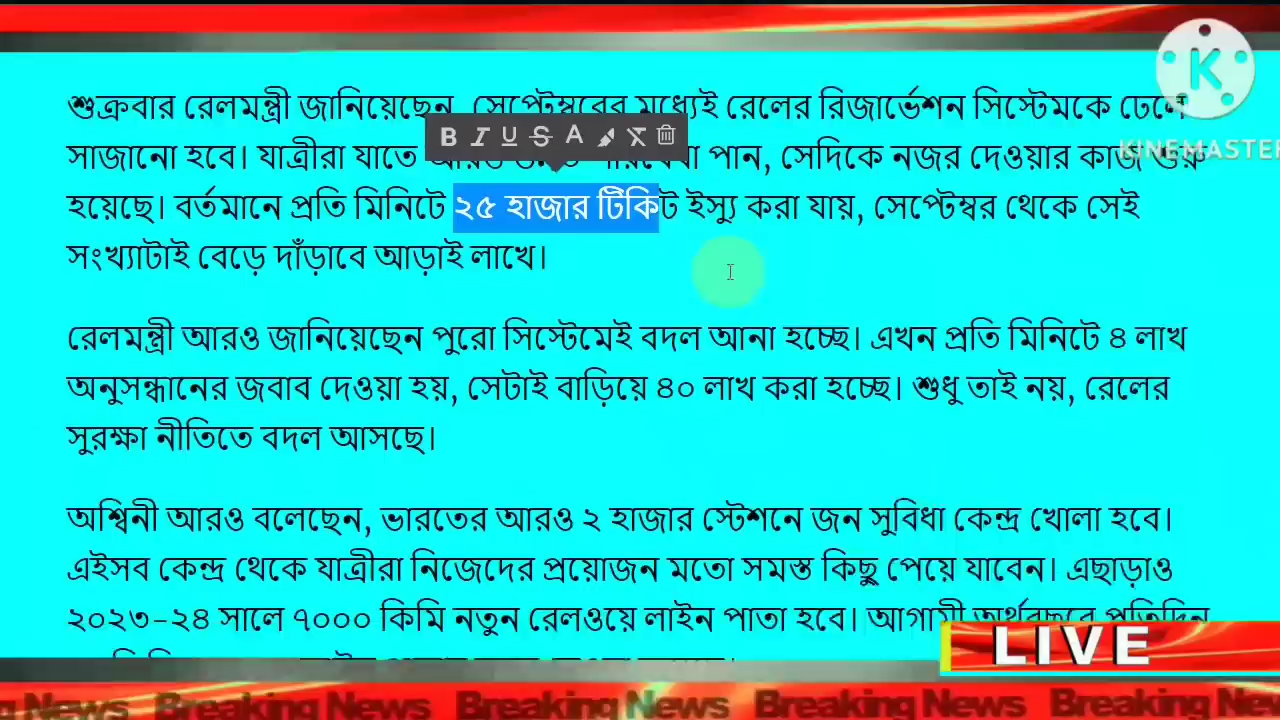 শুক্রবার রেলমন্ত্রী জানিয়েছেন, সেপ্টেম্বরের মধ্যেই রেলের রিজার্ভেশন সিস্টেমকে ঢেলে
সাজানো হবে। যাত্রীরা যাতে পান, সেদিকে নজর দেওয়ার কাজ শুরু
হয়েছে। বর্তমানে প্রতি মিনিটে ২৫ হাজার টিকিট ইস্যু করা যায়, সেপ্টেম্বর থেকে সেই
সংখ্যাটাই বেড়ে দাঁড়াবে আড়াই লাখে।
রেলমন্ত্রী আরও জানিয়েছেন পুরো সিস্টেমেই বদল আনা হচ্ছে। এখন প্রতি মিনিটে ৪ লাখ
অনুসন্ধানের জবাব দেওয়া হয়, সেটাই বাড়িয়ে ৪০ লাখ করা হচ্ছে। শুধু তাই নয়, রেলের
সুরক্ষা নীতিতে বদল আসছে।
অশ্বিনী আরও বলেছেন, ভারতের আরও ২ হাজার স্টেশনে জন সুবিধা কেন্দ্র খোলা হবে।
এইসব কেন্দ্র থেকে যাত্রীরা নিজেদের প্রয়োজন মতো সমস্ত কিছু পেয়ে যাবেন। এছাড়াও
২০২৩-২৪ সালে ৭০০০ কিমি নতুন রেলওয়ে লাইন পাতা হবে। আগামী অর্থবছরে প্রতিদিন
B I U S A
K
KINEMASTER
LIVE
News Breaking News Breaking News Breaking News Breaking News